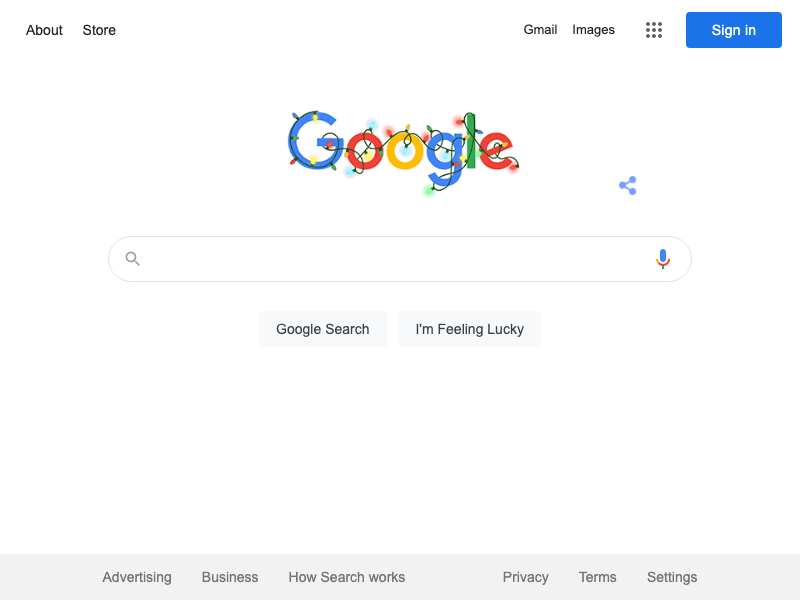 About Store Gmail Images Sign in
Google
Google Search I'm Feeling Lucky
Advertising Business How Search works Privacy Terms Settings